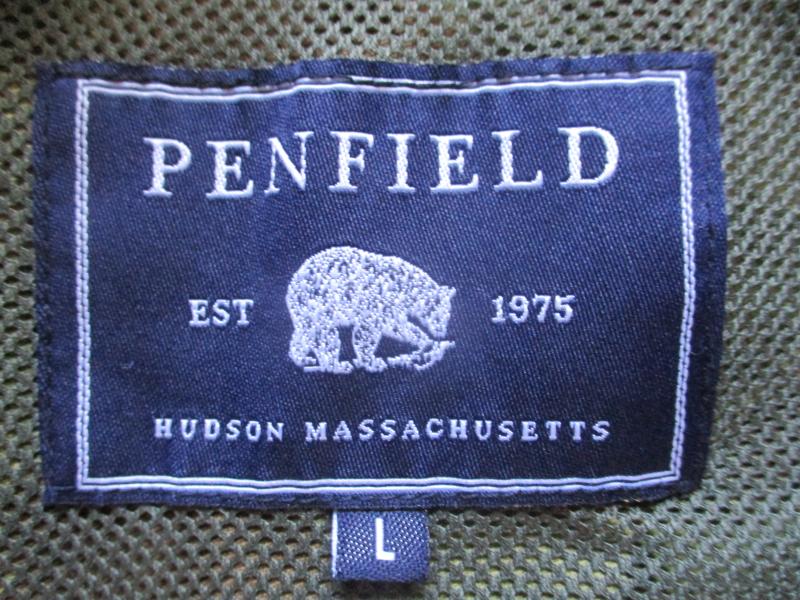 PENFIELD
EST 1975
HUDSON MASSACHUSETTS
L